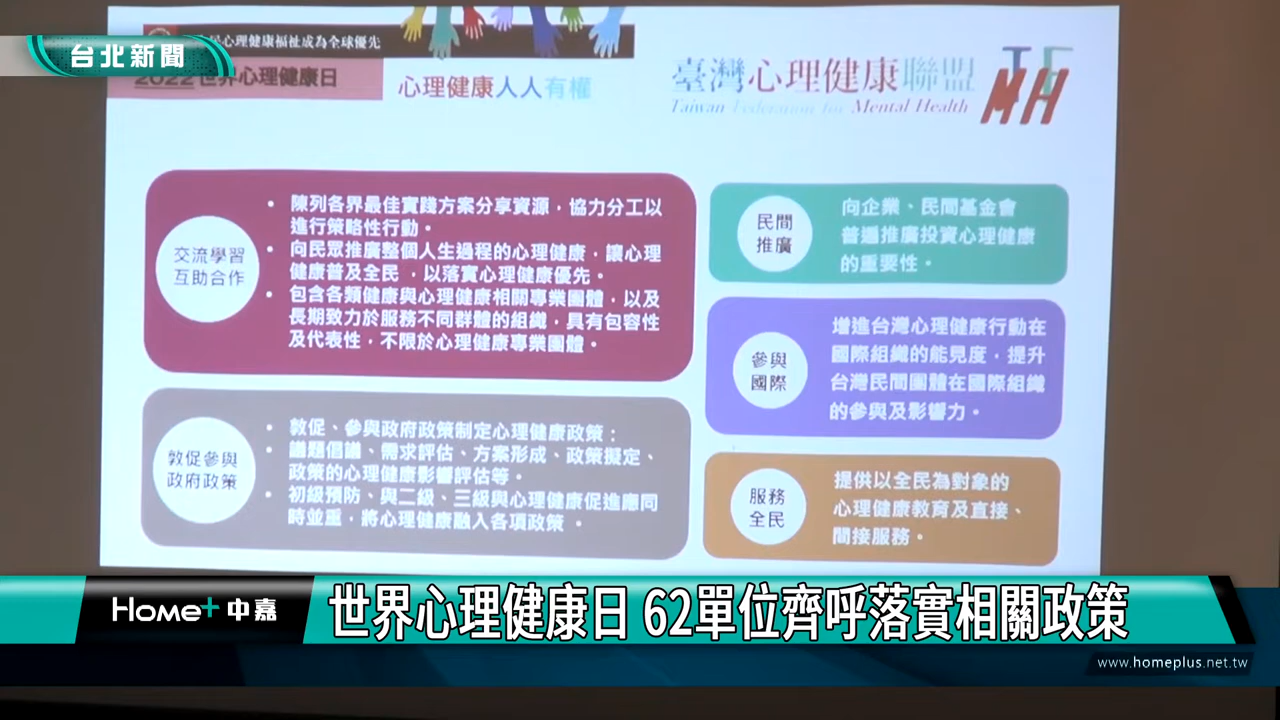 台北新聞
心理健康福祉成為全球優先
2022世界心理健康日
心理健康人人有權
臺灣心理健康聯盟
Taiwan Federation for Mental Health
TFMH
交流學習
互助合作
• 陳列各界最佳實踐方案分享資源，協力分工以
進行策略性行動。
• 向民眾推廣整個人生過程的心理健康，讓心理
健康普及全民，以落實心理健康優先。
• 包含各類健康與心理健康相關專業團體，以及
長期致力於服務不同群體的組織，具有包容性
及代表性，不限於心理健康專業團體。
敦促參與
政府政策
• 敦促、參與政府政策制定心理健康政策：
• 議題倡議、需求評估、方案形成、政策擬定、
政策的心理健康影響評估等。
• 初級預防、與二級、三級與心理健康促進應同
時並重，將心理健康融入各項政策。
民間
推廣
向企業、民間基金會
普遍推廣投資心理健康
的重要性。
參與
國際
增進台灣心理健康行動在
國際組織的能見度，提升
台灣民間團體在國際組織
的參與及影響力。
服務
全民
提供以全民為對象的
心理健康教育及直接、
間接服務。
Home+中嘉
世界心理健康日 62單位齊呼落實相關政策
www.homeplus.net.tw